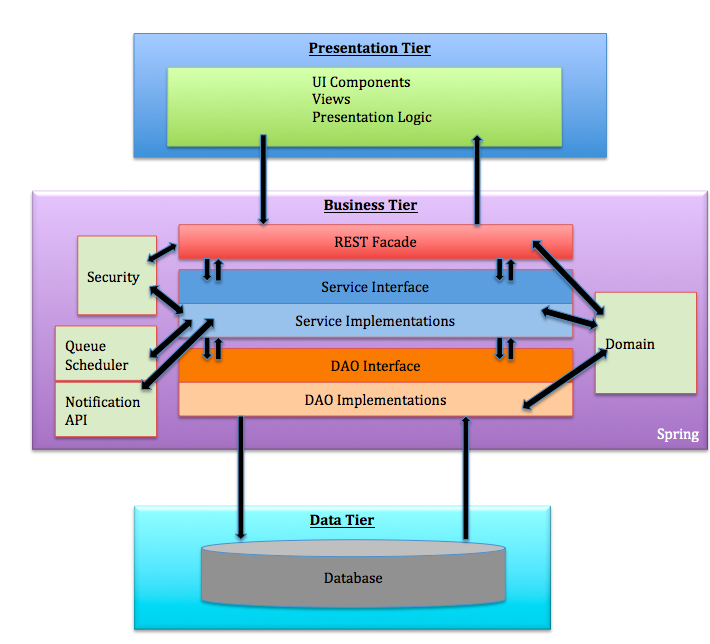 Presentation Tier
UI Components
Views
Presentation Logic
Business Tier
REST Facade
Security
Service Interface
Service Implementations
Queue
Scheduler
Domain
DAO Interface
Notification
API
DAO Implementations
Spring
Data Tier
Database